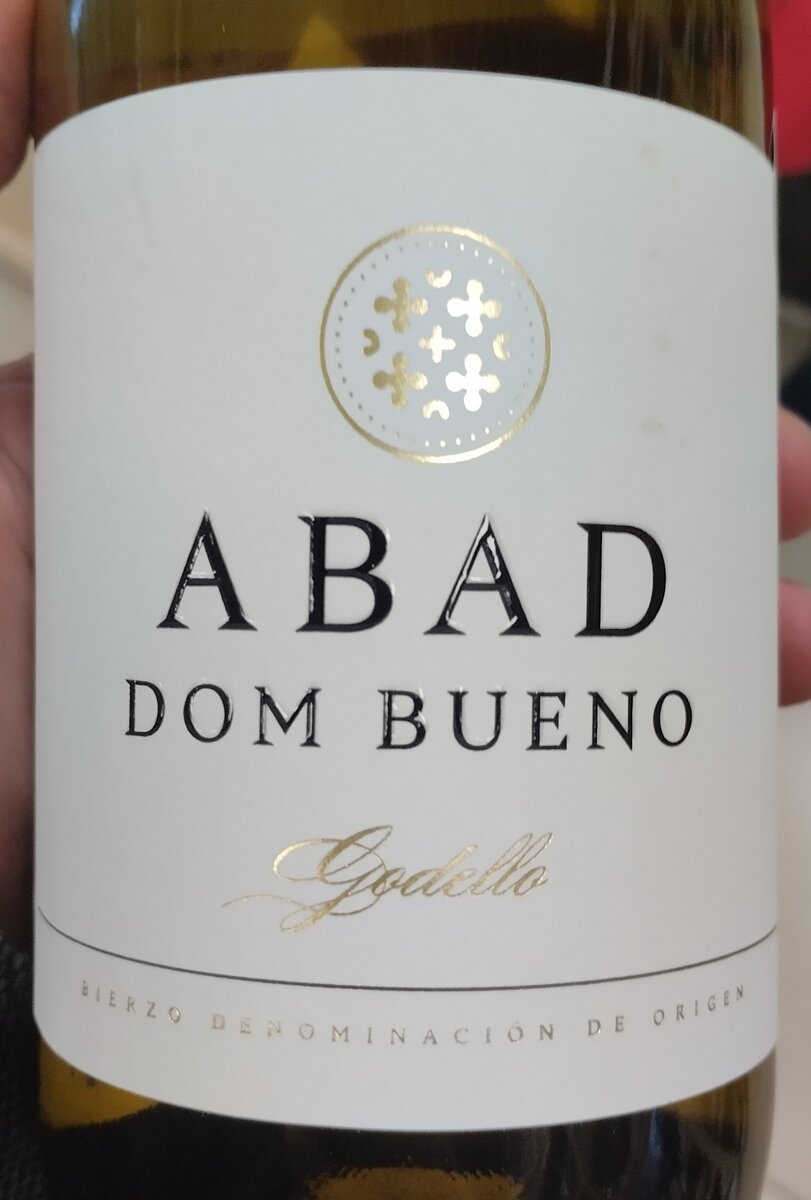 ABAD
DOM BUENO
Godello
BIERZO DENOMINACIÓN DE ORIGEN